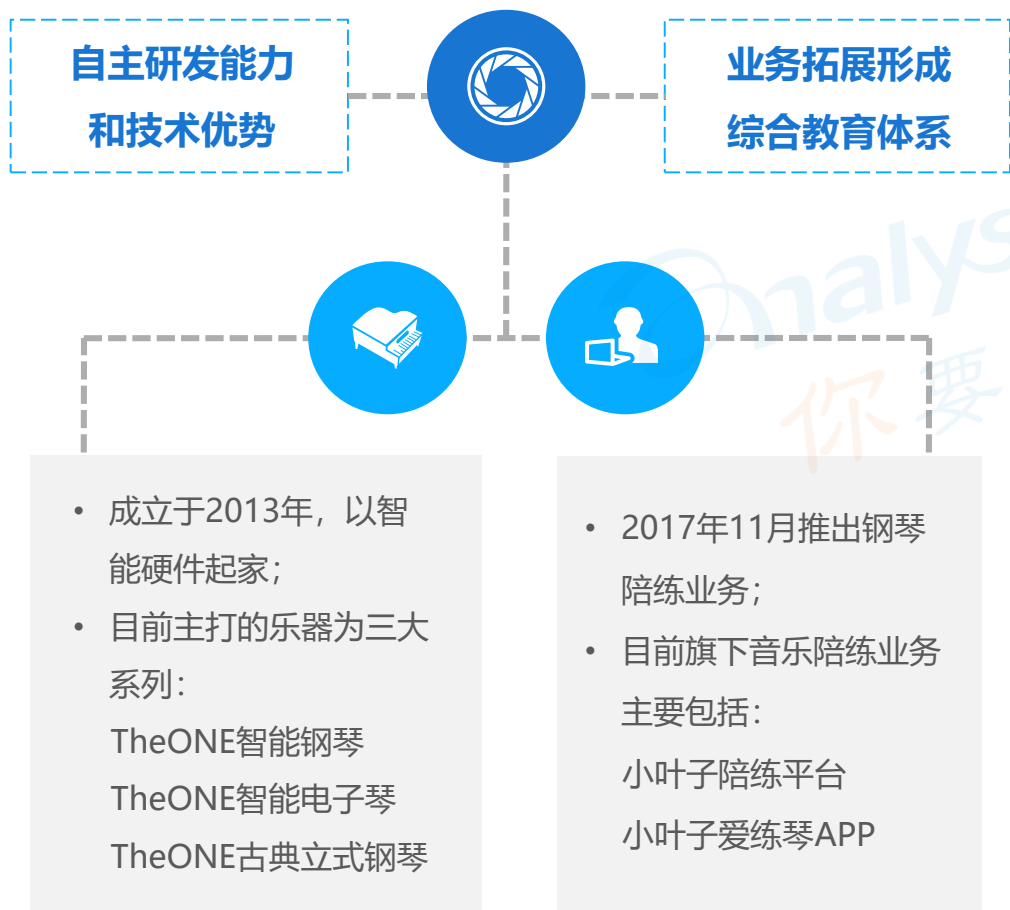 自主研发能力
和技术优势
业务拓展形成
综合教育体系
nalys
你要
• 成立于2013年，以智
能硬件起家；
• 目前主打的乐器为三大
系列：
TheONE智能钢琴
TheONE智能电子琴
TheONE古典立式钢琴
• 2017年11月推出钢琴
陪练业务；
• 目前旗下音乐陪练业务
主要包括：
小叶子陪练平台
小叶子爱练琴APP